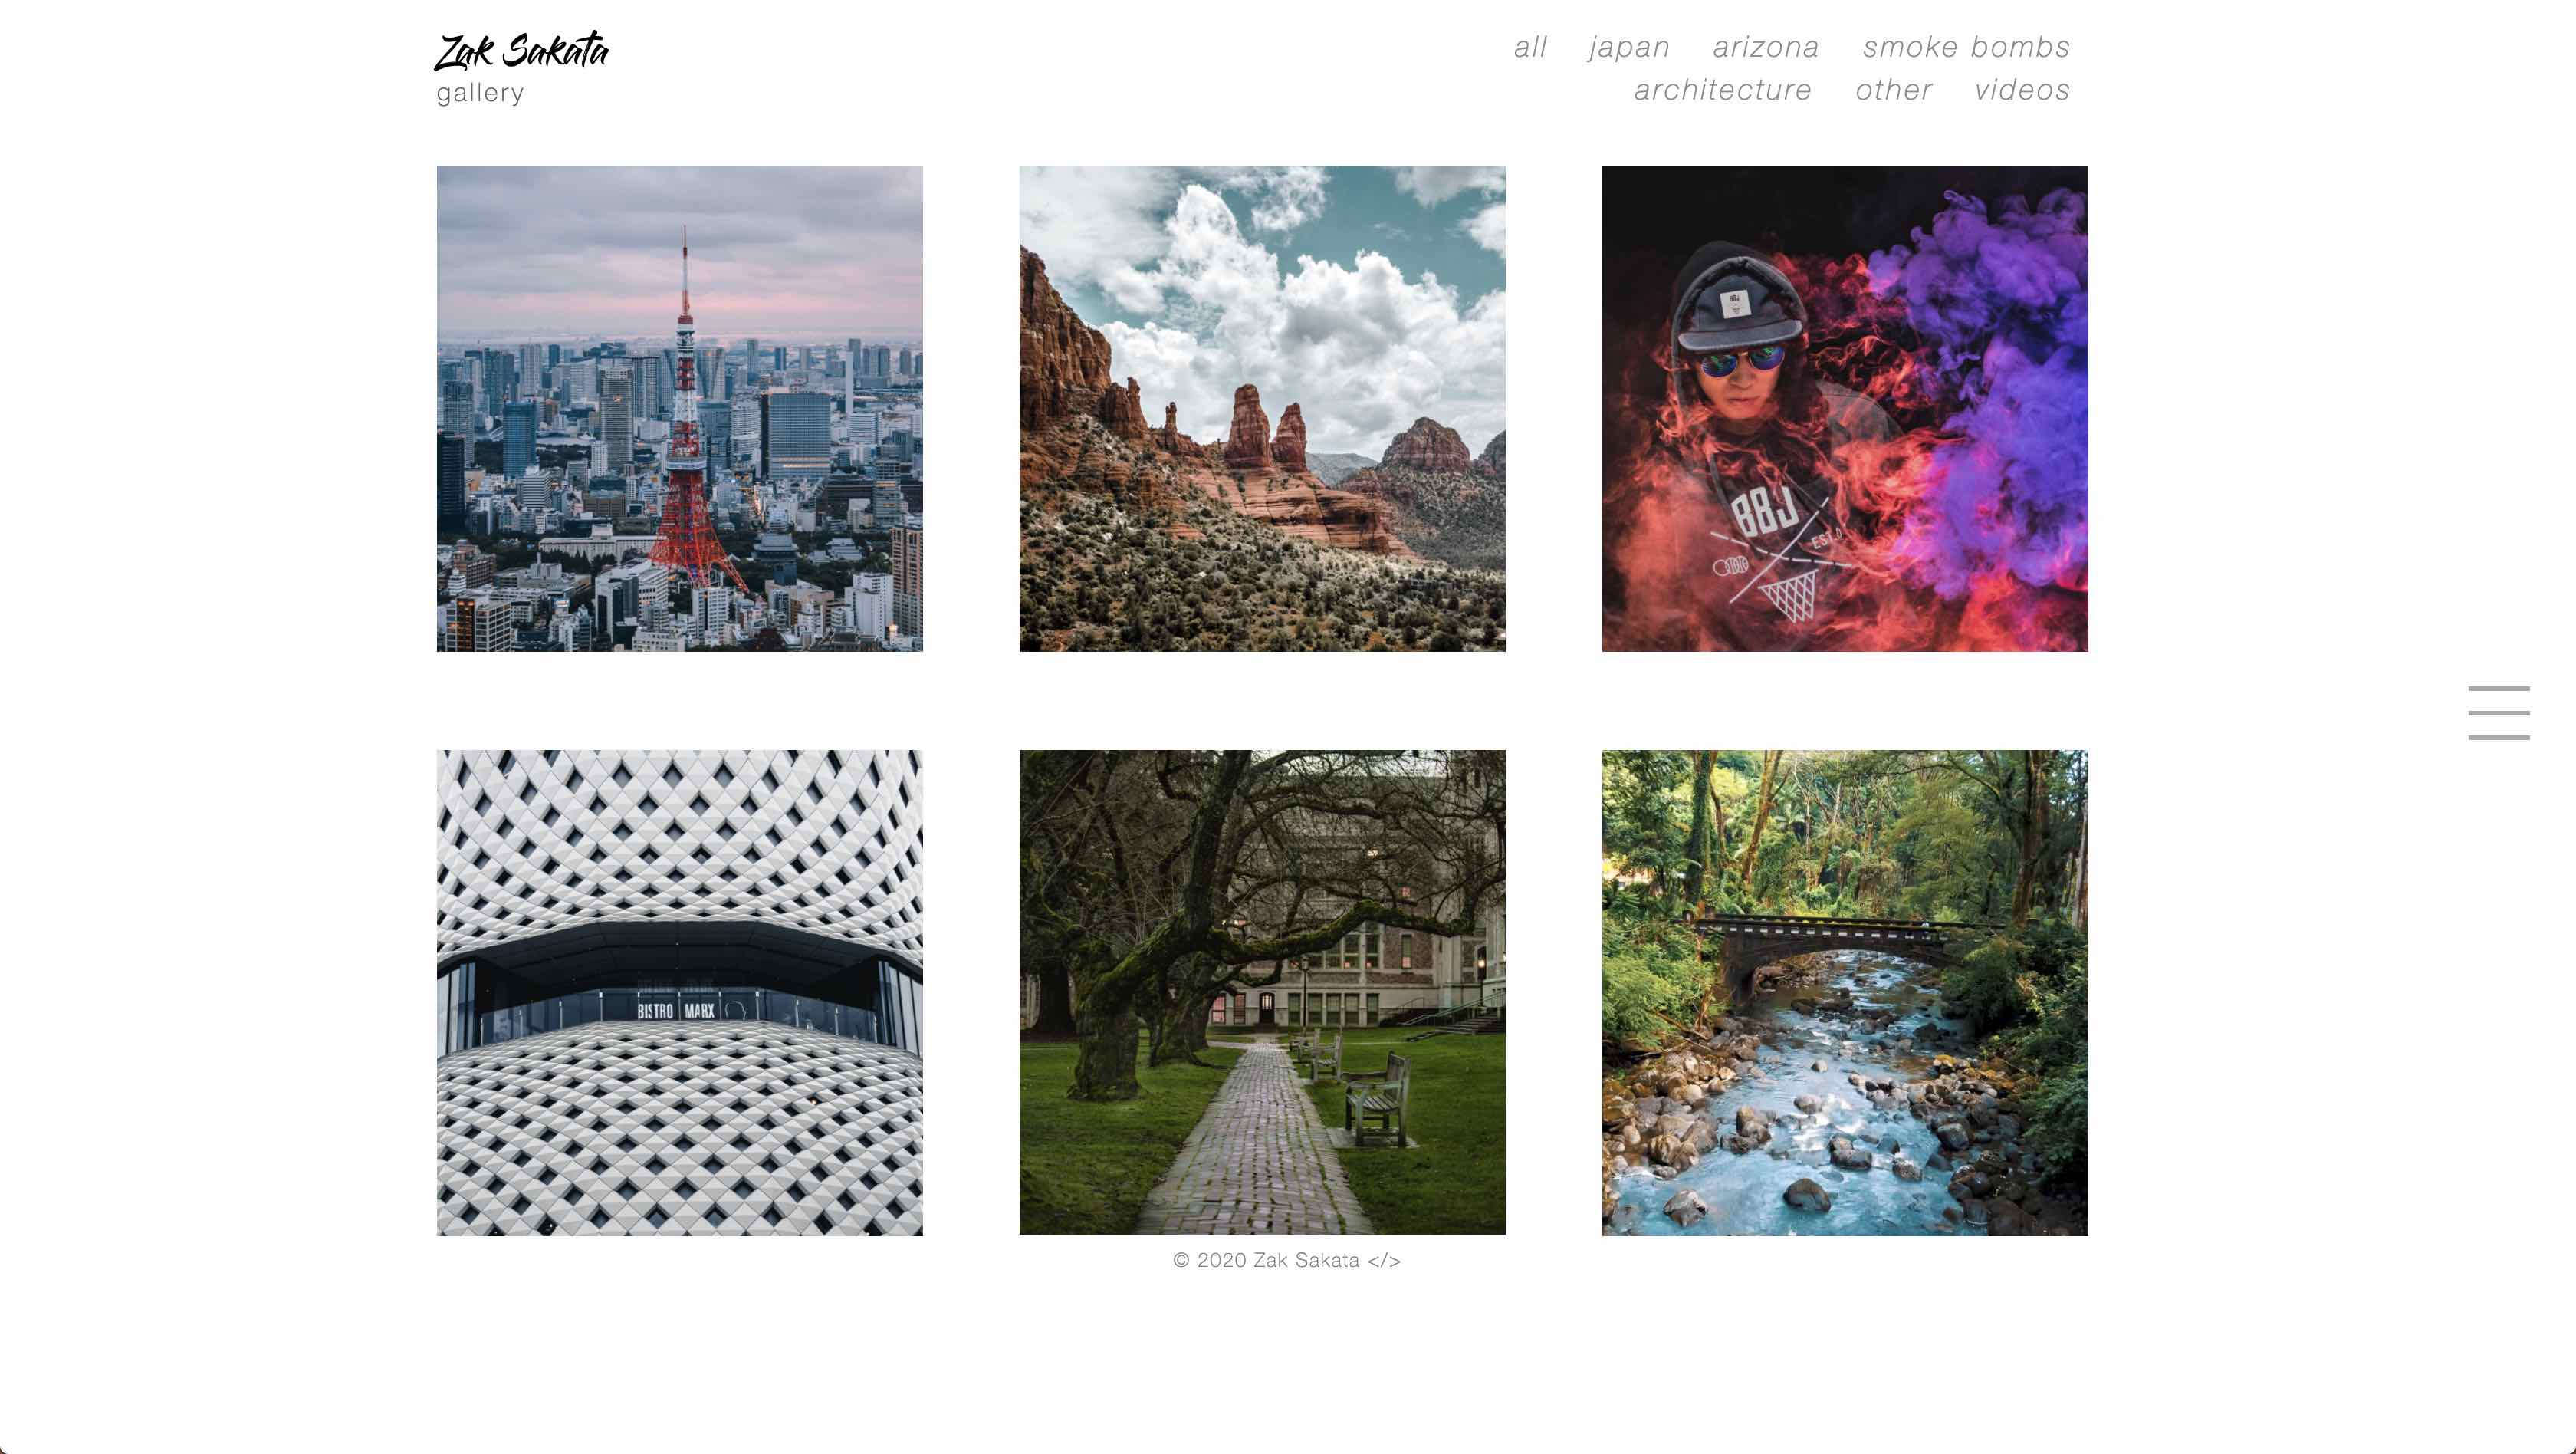 Zak Sakata
gallery
all japan arizona smoke bombs
architecture other videos
BBJ
EST.
BISTRO MARX
© 2020 Zak Sakata </>